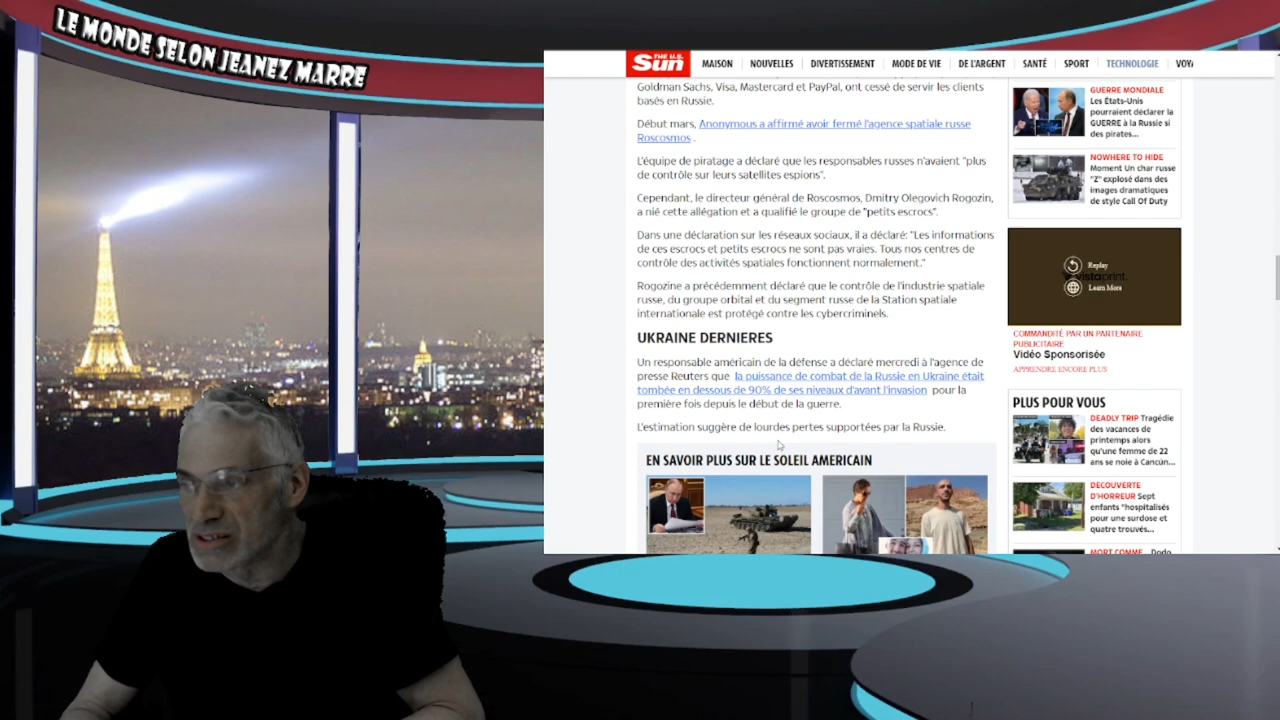 LE MONDE SELON JEANEZ MARRE
THE U.S.
Sun
MAISON
NOUVELLES
DIVERTISSEMENT
MODE DE VIE
DE L'ARGENT
SANTÉ
SPORT
TECHNOLOGIE
VOY
Goldman Sachs, Visa, Mastercard et PayPal, ont cessé de servir les clients
basés en Russie.
Début mars, Anonymous a affirmé avoir fermé l'agence spatiale russe
Roscosmos .
L'équipe de piratage a déclaré que les responsables russes n'avaient "plus
de contrôle sur leurs satellites espions".
Cependant, le directeur général de Roscosmos, Dmitry Olegovich Rogozin,
a nié cette allégation et a qualifié le groupe de "petits escrocs".
Dans une déclaration sur les réseaux sociaux, il a déclaré: "Les informations
de ces escrocs et petits escrocs ne sont pas vraies. Tous nos centres de
contrôle des activités spatiales fonctionnent normalement."
Rogozine a précédemment déclaré que le contrôle de l'industrie spatiale
russe, du groupe orbital et du segment russe de la Station spatiale
internationale est protégé contre les cybercriminels.
UKRAINE DERNIERES
Un responsable américain de la défense a déclaré mercredi à l'agence de
presse Reuters que la puissance de combat de la Russie en Ukraine était
tombée en dessous de 90% de ses niveaux d'avant l'invasion pour la
première fois depuis le début de la guerre.
L'estimation suggère de lourdes pertes supportées par la Russie.
EN SAVOIR PLUS SUR LE SOLEIL AMERICAIN
GUERRE MONDIALE
Les États-Unis
pourraient déclarer la
GUERRE à la Russie si
des pirates...
NOWHERE TO HIDE
Moment Un char russe
"Z" explosé dans des
images dramatiques
de style Call Of Duty
Replay
vistaprint.
Learn More
COMMANDITÉ PAR UN PARTENAIRE
PUBLICITAIRE
Vidéo Sponsorisée
APPRENDRE ENCORE PLUS
PLUS POUR VOUS
DEADLY TRIP Tragédie
des vacances de
printemps alors
qu'une femme de 22
ans se noie à Cancún...
DÉCOUVERTE
D'HORREUR Sept
enfants "hospitalisés
pour une surdose et
quatre trouvés...
MORT COMME
Dodo